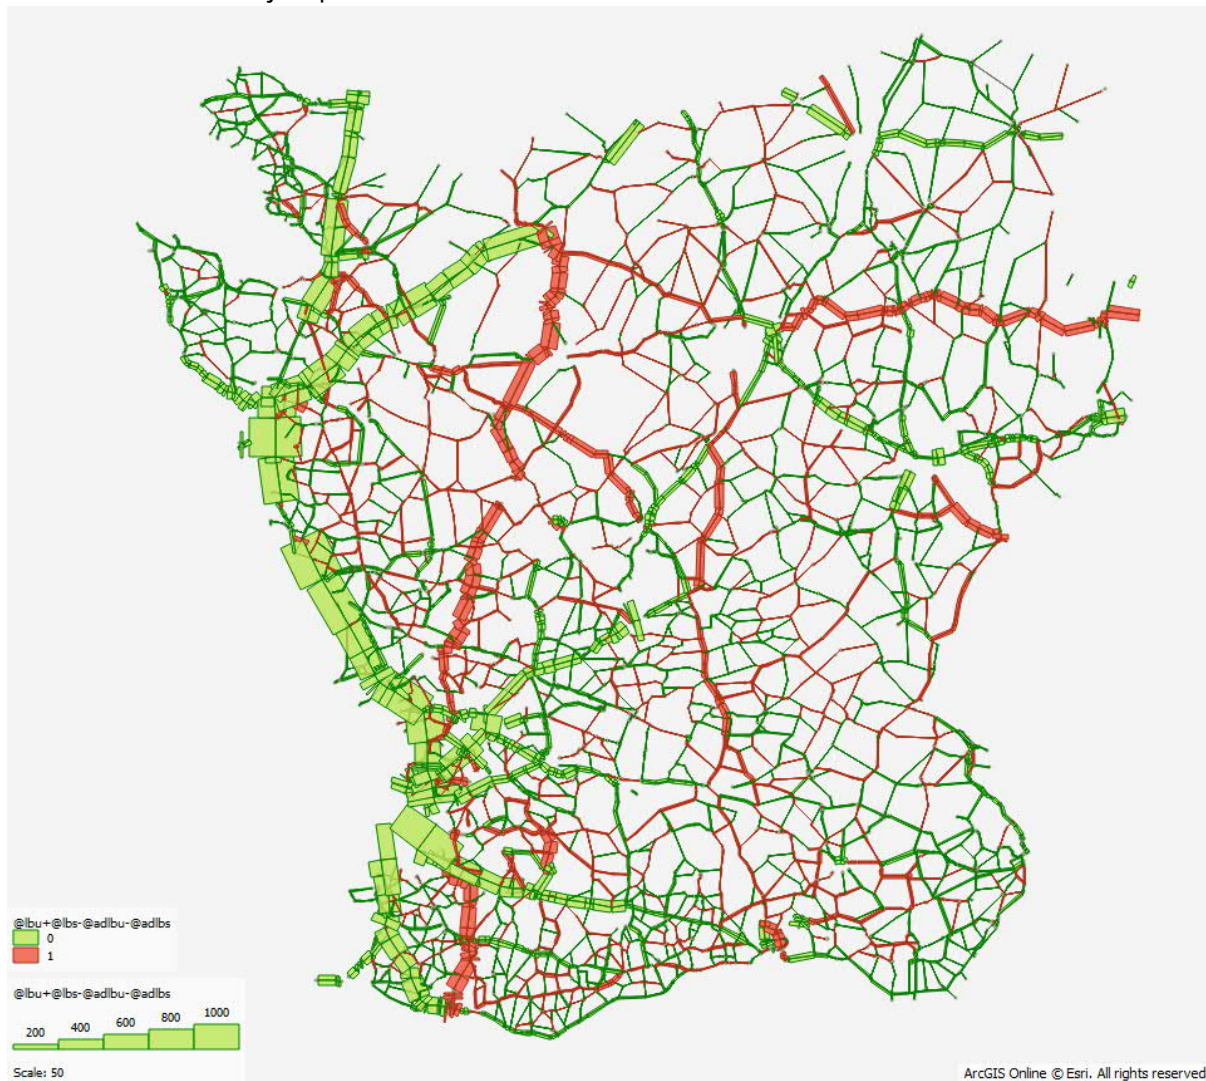 @lbu+@lbs-@adlbu-@adlbs
0
1
@lbu+@lbs-@adlbu-@adlbs
200 400 600 800 1000
Scale: 50
ArcGIS Online © Esri. All rights reserved